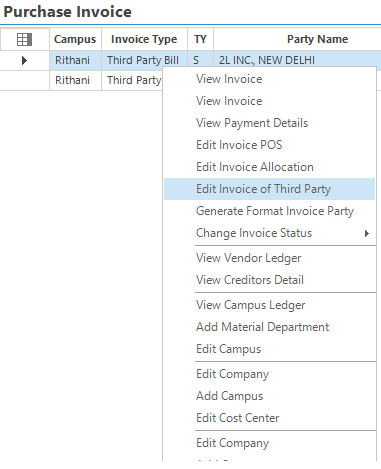 Purchase Invoice
Campus Invoice Type TY Party Name
Rithani Third Party Bill S 2L INC., NEW DELHI
Rithani Third Party
View Invoice
View Invoice
View Payment Details
Edit Invoice POS
Edit Invoice Allocation
Edit Invoice of Third Party
Generate Format Invoice Party
Change Invoice Status
View Vendor Ledger
View Creditors Detail
View Campus Ledger
Add Material Department
Edit Campus
Edit Company
Add Campus
Edit Cost Center
Edit Company